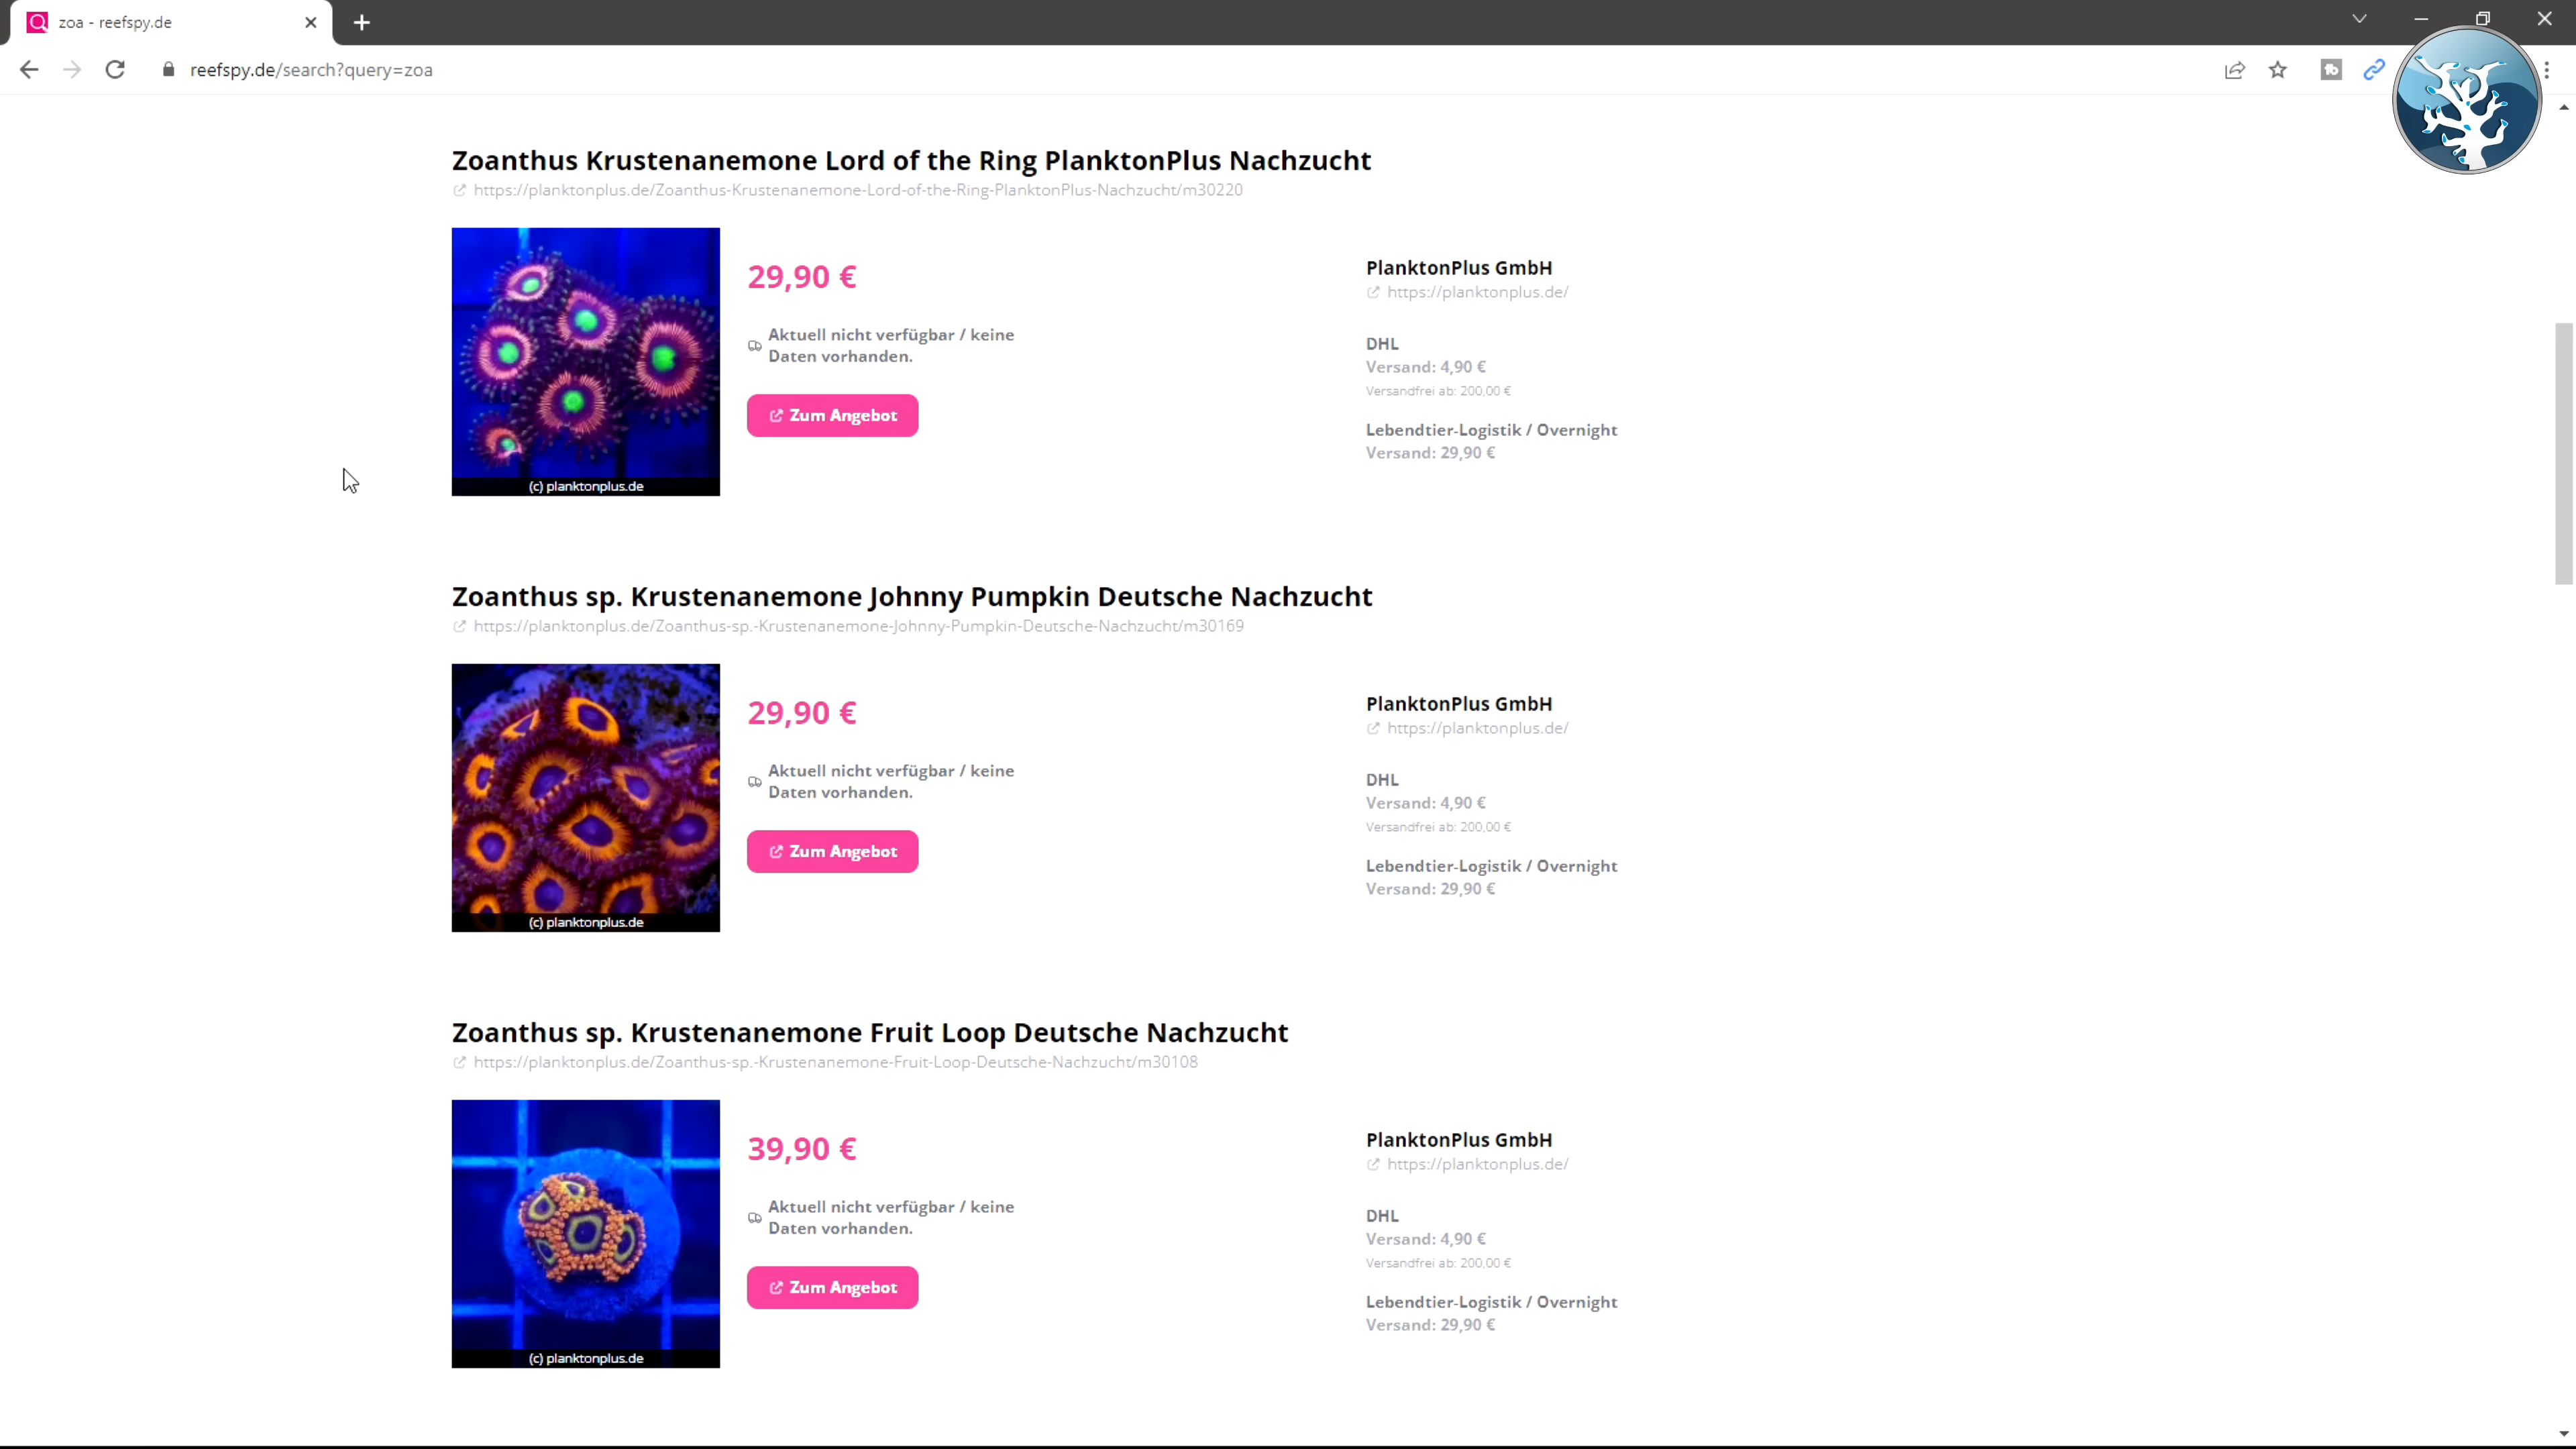 zoa - reefspy.de
reefspy.de/search?query=zoa
Zoanthus Krustenanemone Lord of the Ring PlanktonPlus Nachzucht
https://planktonplus.de/Zoanthus-Krustenanemone-Lord-of-the-Ring-PlanktonPlus-Nachzucht/m30220
29,90 €
Aktuell nicht verfügbar / keine
Daten vorhanden.
Zum Angebot
(c) planktonplus.de
PlanktonPlus GmbH
https://planktonplus.de/
DHL
Versand: 4,90 €
Versandfrei ab: 200,00 €
Lebendtier-Logistik / Overnight
Versand: 29,90 €
Zoanthus sp. Krustenanemone Johnny Pumpkin Deutsche Nachzucht
https://planktonplus.de/Zoanthus-sp.-Krustenanemone-Johnny-Pumpkin-Deutsche-Nachzucht/m30169
29,90 €
Aktuell nicht verfügbar / keine
Daten vorhanden.
Zum Angebot
(c) planktonplus.de
PlanktonPlus GmbH
https://planktonplus.de/
DHL
Versand: 4,90 €
Versandfrei ab: 200,00 €
Lebendtier-Logistik / Overnight
Versand: 29,90 €
Zoanthus sp. Krustenanemone Fruit Loop Deutsche Nachzucht
https://planktonplus.de/Zoanthus-sp.-Krustenanemone-Fruit-Loop-Deutsche-Nachzucht/m30108
39,90 €
Aktuell nicht verfügbar / keine
Daten vorhanden.
Zum Angebot
(c) planktonplus.de
PlanktonPlus GmbH
https://planktonplus.de/
DHL
Versand: 4,90 €
Versandfrei ab: 200,00 €
Lebendtier-Logistik / Overnight
Versand: 29,90 €